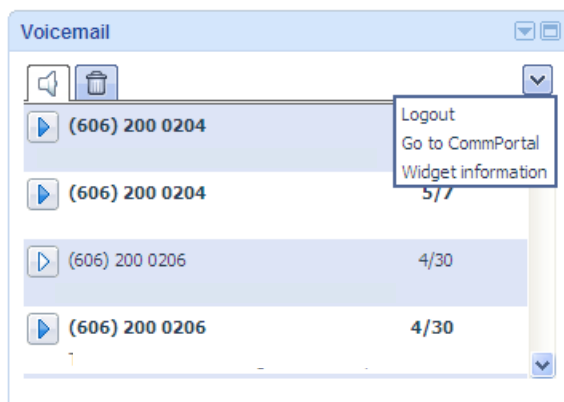 Voicemail
Logout
Go to CommPortal
Widget information
(606) 200 0204
(606) 200 0204 5/7
(606) 200 0206 4/30
(606) 200 0206 4/30